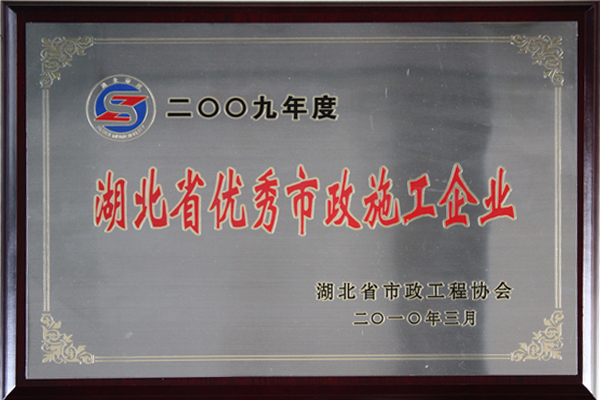 二〇〇九年度
湖北省优秀市政施工企业
湖北省市政工程协会
二〇一〇年三月